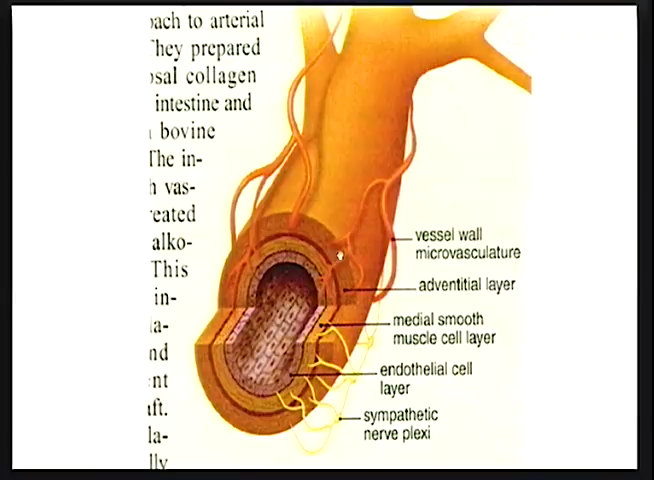 oach to arterial
They prepared
osal collagen
intestine and
bovine
The in-
h vas-
reated
alko-
This
in-
la-
nd
nt
ft.
la-
lly
vessel wall
microvasculature
adventitial layer
medial smooth
muscle cell layer
endothelial cell
layer
sympathetic
nerve plexi